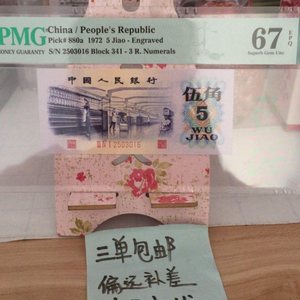 PMG
China / People's Republic
Pick# 880a 1972 5 Jiao - Engraved
S/N 2503016 Block 341 - 3 R. Numerals
MONEY GUARANTY
67 EPQ
Superb Gem Unc
中国人民银行
伍角
5
WU
JIAO
2503016
三单包邮
偏远补差